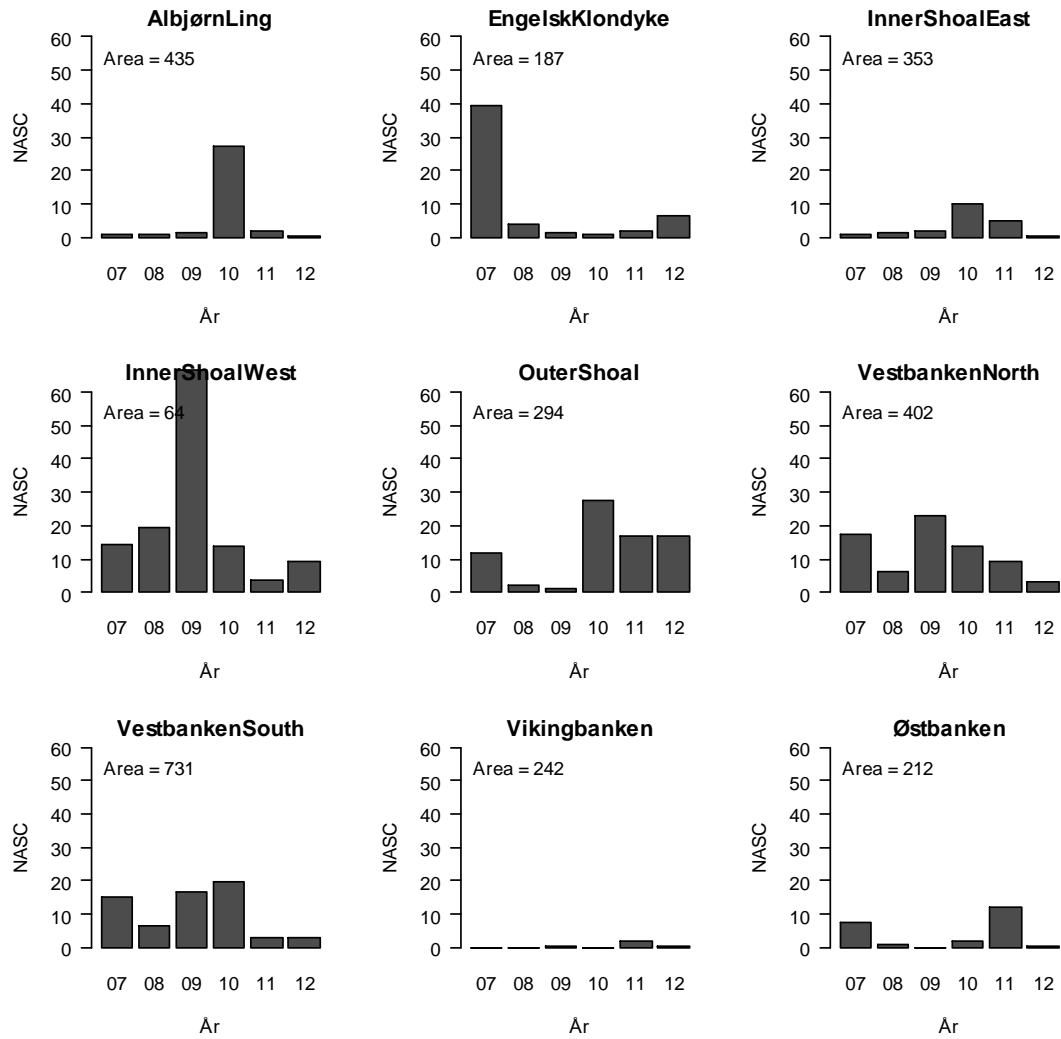 AlbjørnLing
Area = 435
NASC
60
50
40
30
20
10
0
07 08 09 10 11 12
År
EngelskKlondyke
Area = 187
NASC
60
50
40
30
20
10
0
07 08 09 10 11 12
År
InnerShoalEast
Area = 353
NASC
60
50
40
30
20
10
0
07 08 09 10 11 12
År
InnerShoalWest
Area = 64
NASC
60
50
40
30
20
10
0
07 08 09 10 11 12
År
OuterShoal
Area = 294
NASC
60
50
40
30
20
10
0
07 08 09 10 11 12
År
VestbankenNorth
Area = 402
NASC
60
50
40
30
20
10
0
07 08 09 10 11 12
År
VestbankenSouth
Area = 731
NASC
60
50
40
30
20
10
0
07 08 09 10 11 12
År
Vikingbanken
Area = 242
NASC
60
50
40
30
20
10
0
07 08 09 10 11 12
År
Østbanken
Area = 212
NASC
60
50
40
30
20
10
0
07 08 09 10 11 12
År